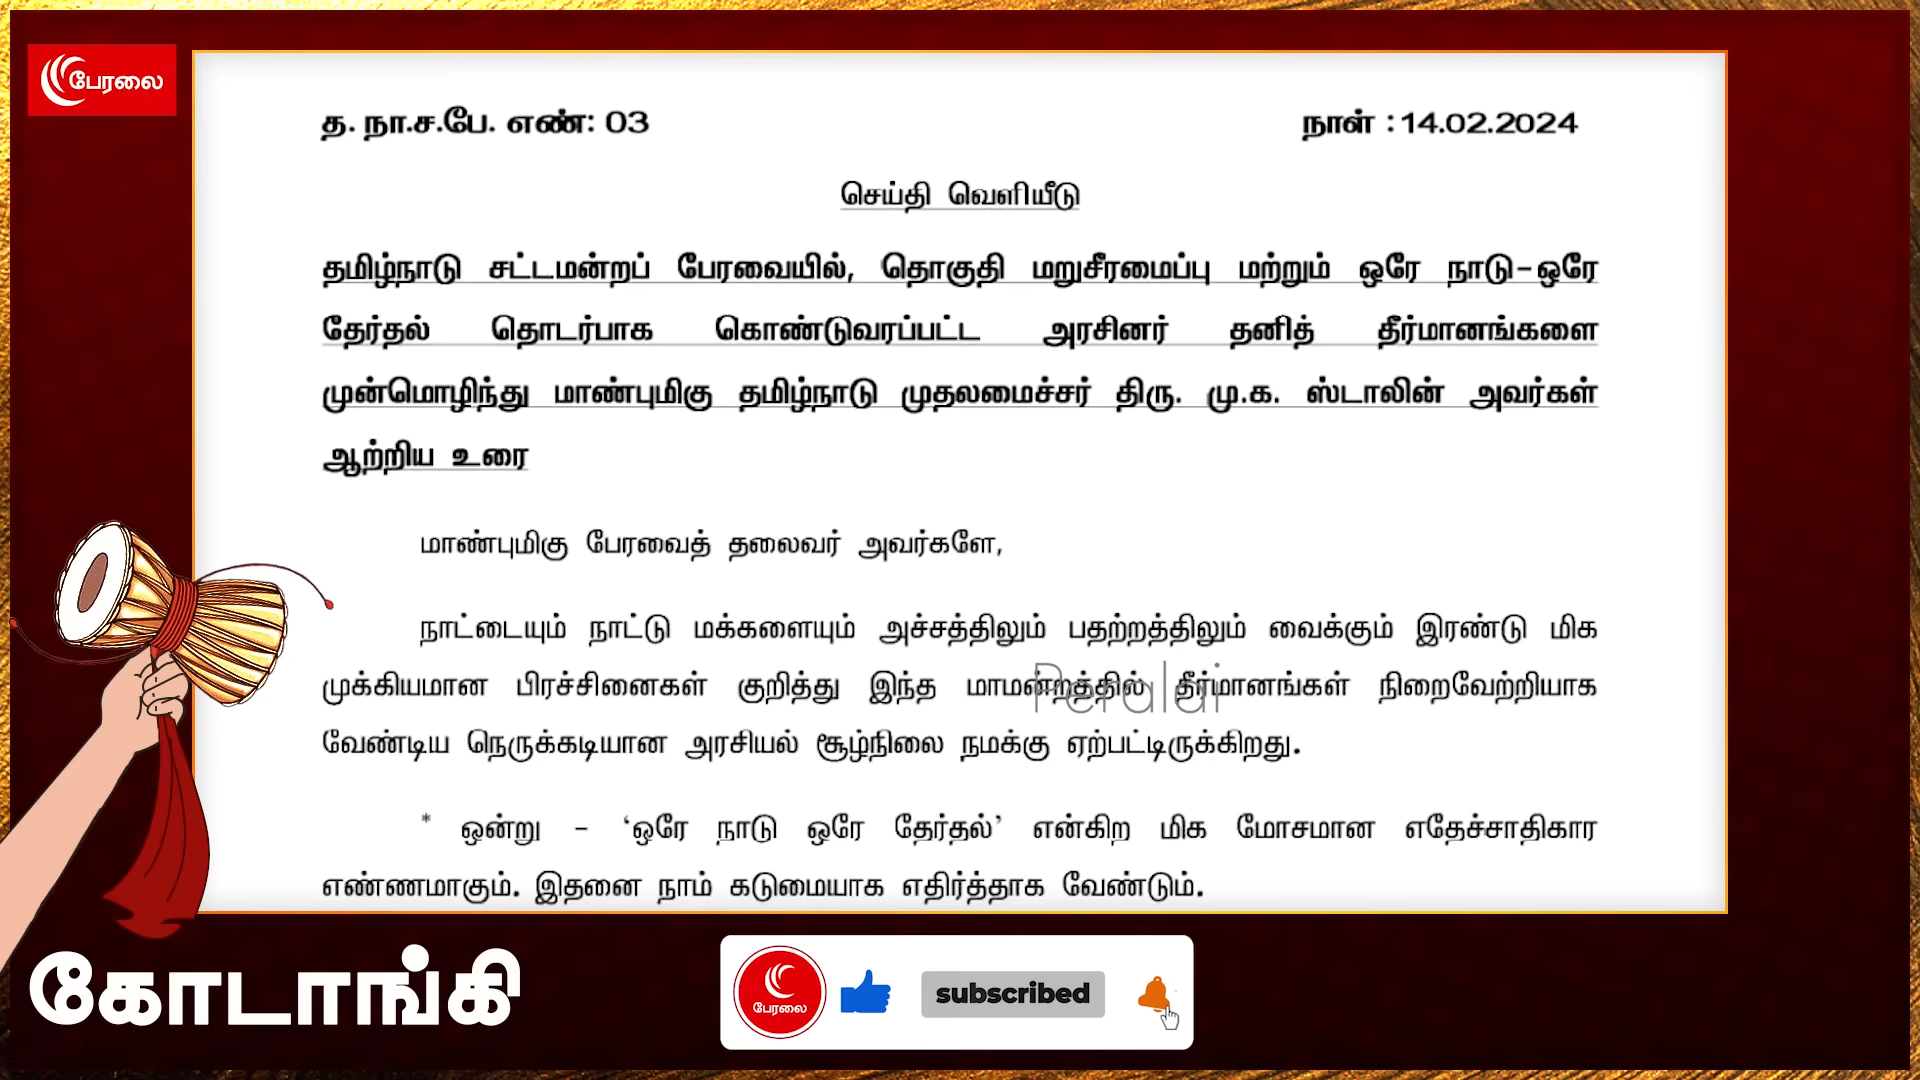 பேரலை
த. நா.ச.பே. எண்: 03
நாள் : 14.02.2024
செய்தி வெளியீடு
தமிழ்நாடு சட்டமன்றப் பேரவையில், தொகுதி மறுசீரமைப்பு மற்றும் ஒரே நாடு-ஒரே
தேர்தல் தொடர்பாக கொண்டுவரப்பட்ட அரசினர் தனித் தீர்மானங்களை
முன்மொழிந்து மாண்புமிகு தமிழ்நாடு முதலமைச்சர் திரு. மு.க. ஸ்டாலின் அவர்கள்
ஆற்றிய உரை
மாண்புமிகு பேரவைத் தலைவர் அவர்களே,
நாட்டையும் நாட்டு மக்களையும் அச்சத்திலும் பதற்றத்திலும் வைக்கும் இரண்டு மிக
முக்கியமான பிரச்சினைகள் குறித்து இந்த மாமன்றத்தில் தீர்மானங்கள் நிறைவேற்றியாக
Peralai
வேண்டிய நெருக்கடியான அரசியல் சூழ்நிலை நமக்கு ஏற்பட்டிருக்கிறது.
* ஒன்று – ‘ஒரே நாடு ஒரே தேர்தல்’ என்கிற மிக மோசமான எதேச்சாதிகார
எண்ணமாகும். இதனை நாம் கடுமையாக எதிர்த்தாக வேண்டும்.
கோடாங்கி
பேரலை
subscribed